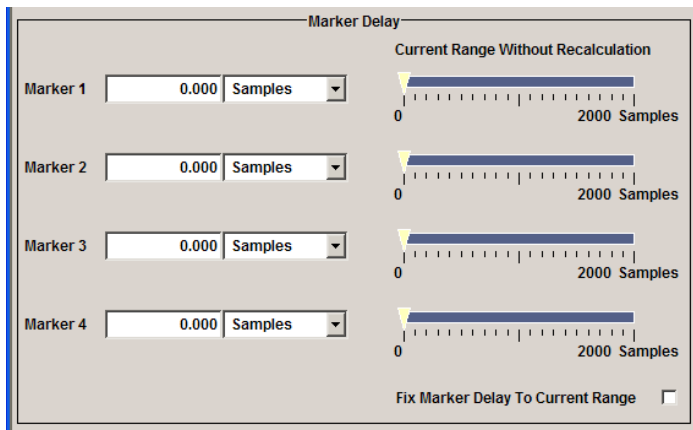 Marker Delay
Current Range Without Recalculation
Marker 1 0.000 Samples
0 2000 Samples
Marker 2 0.000 Samples
0 2000 Samples
Marker 3 0.000 Samples
0 2000 Samples
Marker 4 0.000 Samples
0 2000 Samples
Fix Marker Delay To Current Range